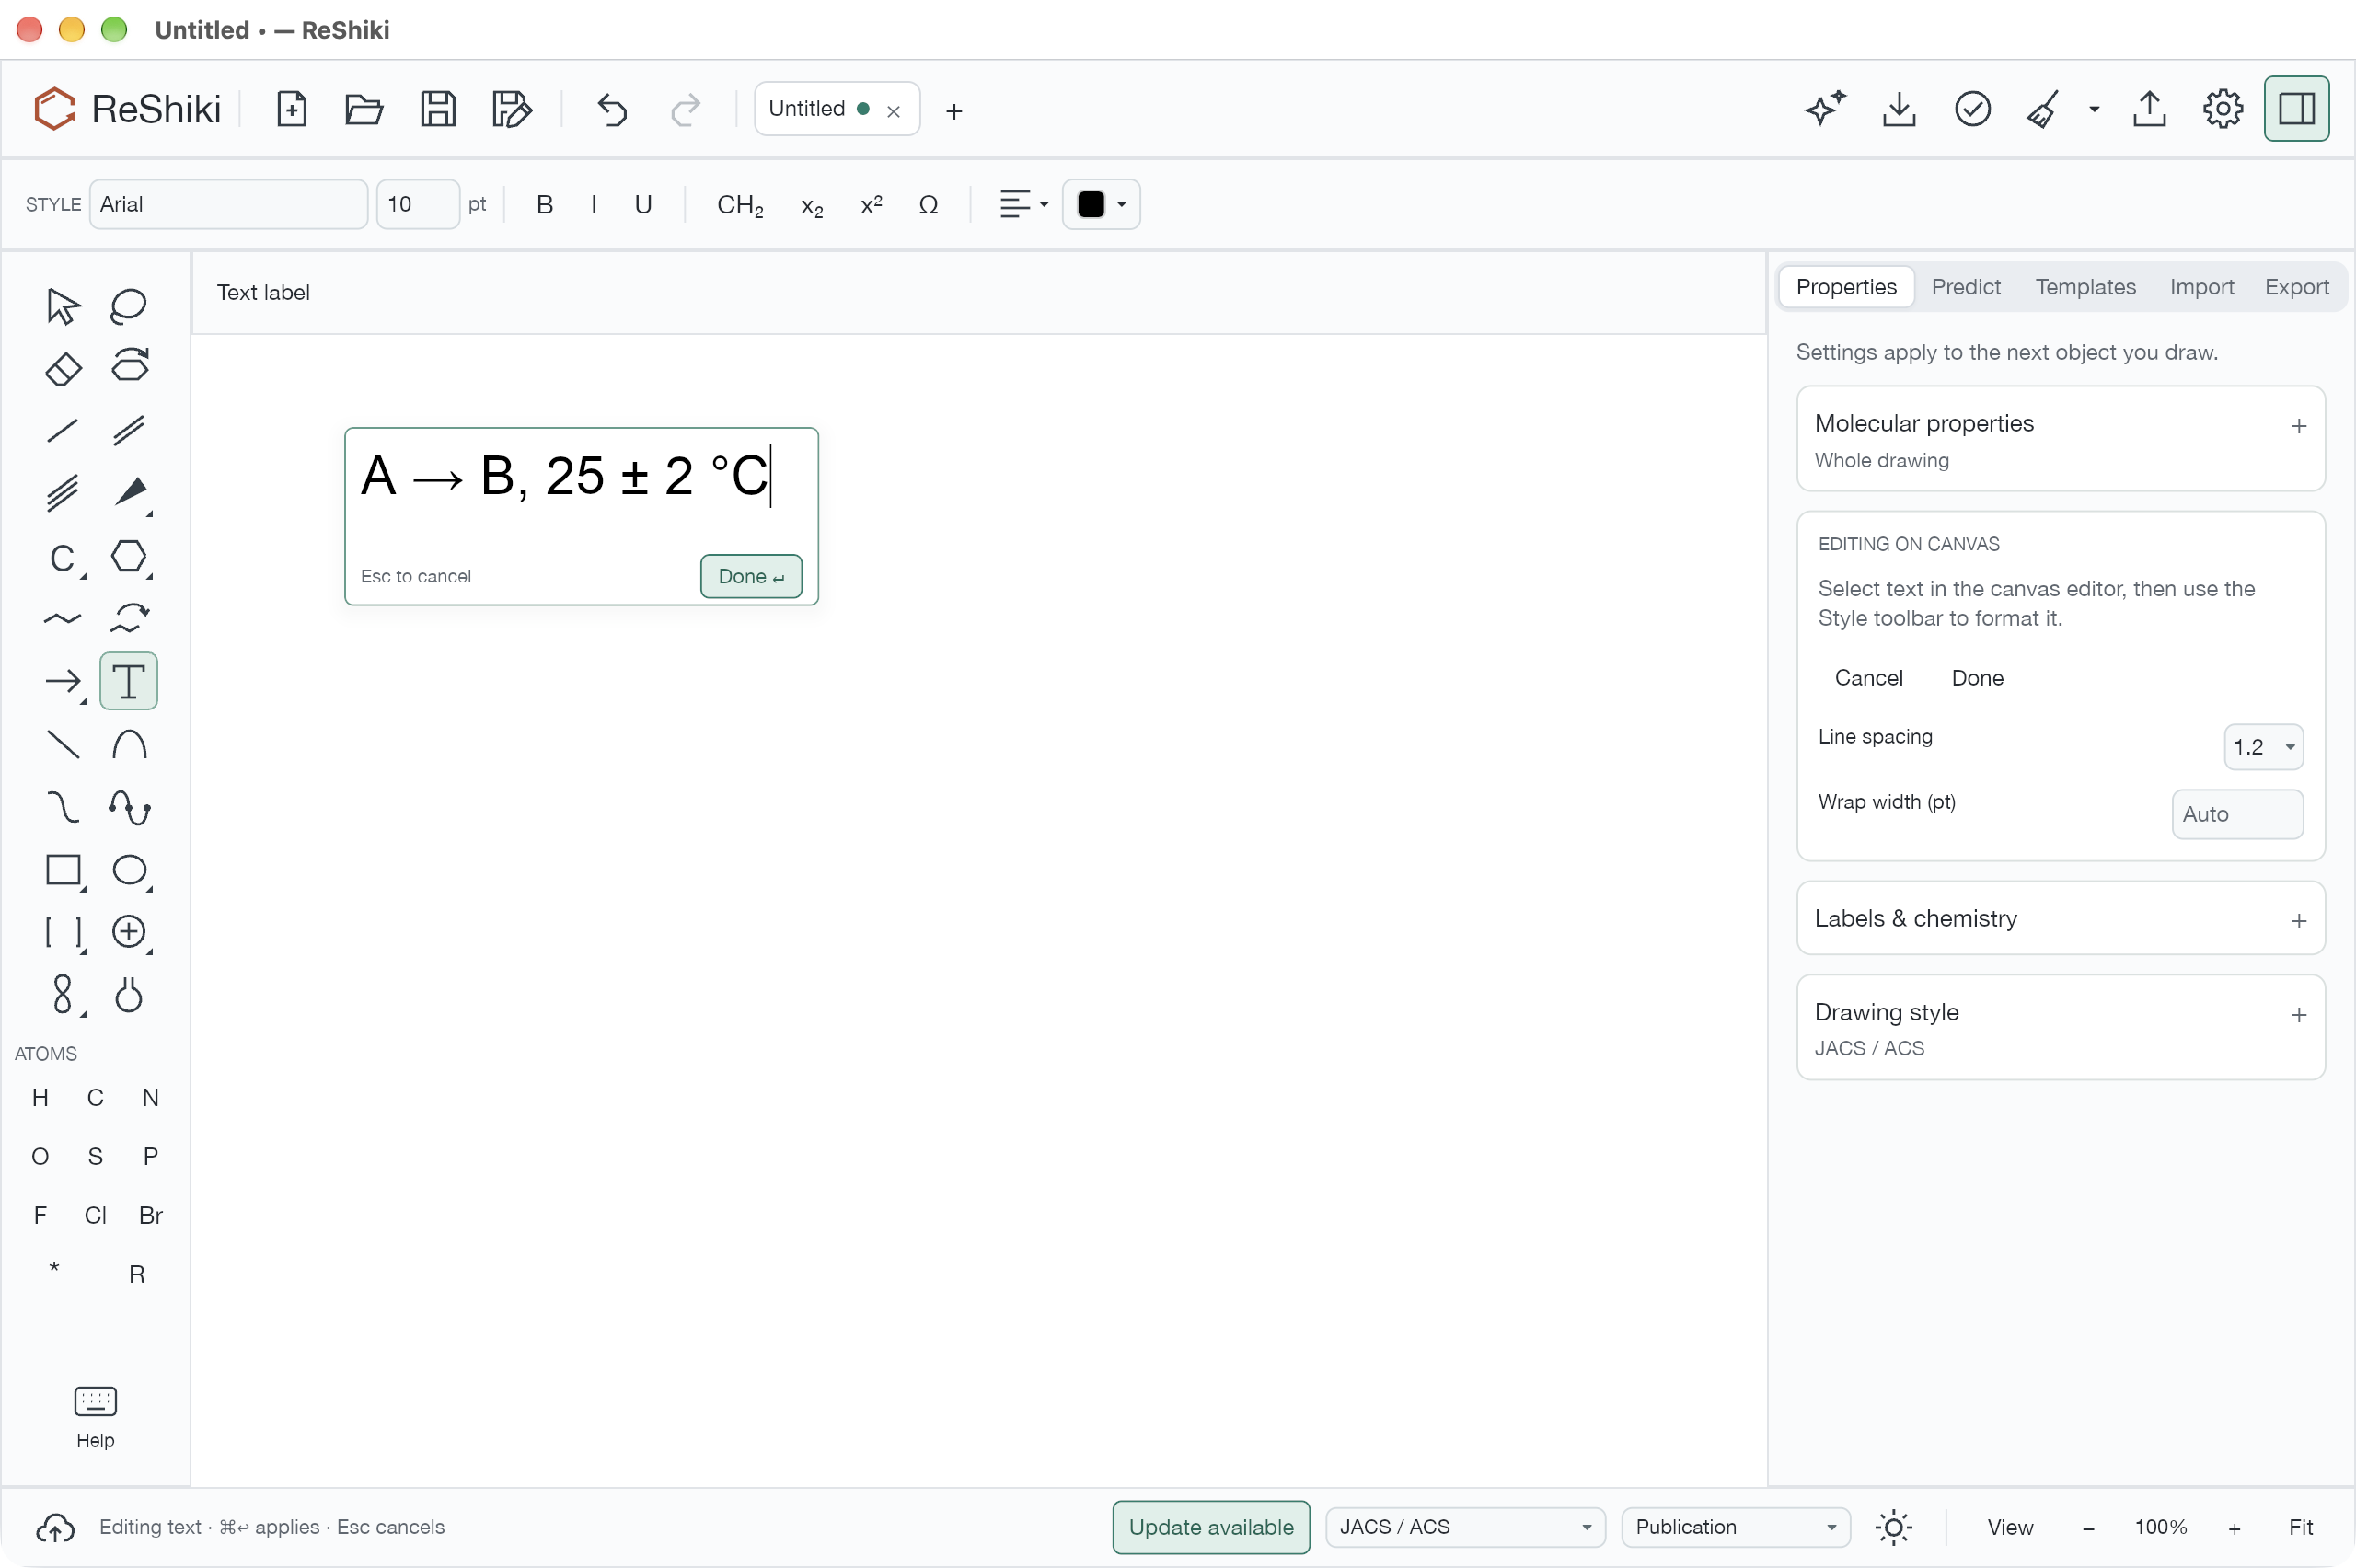 Untitled • — ReShiki
ReShiki
Untitled
STYLE Arial 10 pt B I U CH₂ x₂ x² Ω
Text label
A → B, 25 ± 2 °C
Esc to cancel Done ↵
C
T
ATOMS
H C N
O S P
F Cl Br
* R
Help
Properties Predict Templates Import Export
Settings apply to the next object you draw.
Molecular properties +
Whole drawing
EDITING ON CANVAS
Select text in the canvas editor, then use the
Style toolbar to format it.
Cancel Done
Line spacing 1.2
Wrap width (pt) Auto
Labels & chemistry +
Drawing style +
JACS / ACS
Editing text · ⌘↩ applies · Esc cancels
Update available JACS / ACS Publication View − 100% + Fit